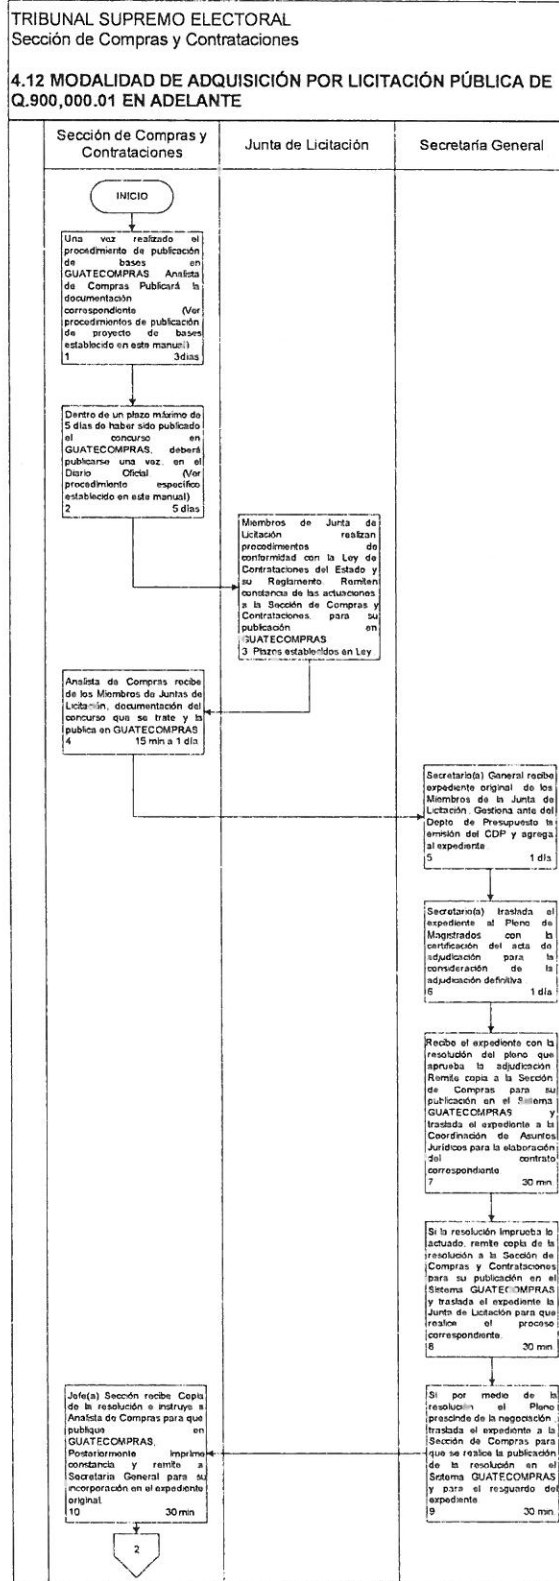 TRIBUNAL SUPREMO ELECTORAL
Sección de Compras y Contrataciones
4.12 MODALIDAD DE ADQUISICIÓN POR LICITACIÓN PÚBLICA DE
Q.900,000.01 EN ADELANTE
Sección de Compras y
Contrataciones
Junta de Licitación
Secretaría General
INICIO
Una vez realizado el
procedimiento de publicación
de bases en
GUATECOMPRAS Analista
de Compras Publicará la
documentación
correspondiente (Ver
procedimientos de publicación
de proyecto de bases
establecido en este manual)
1 3dias
Dentro de un plazo máximo de
5 días de haber sido publicado
el concurso en
GUATECOMPRAS, deberá
publicarse una vez, en el
Diario Oficial (Ver
procedimiento específico
establecido en este manual)
2 5 días
Miembros de Junta de
Licitación realizan
procedimientos de
conformidad con la Ley de
Contrataciones del Estado y
su Reglamento. Remiten
constancia de las actuaciones
a la Sección de Compras y
Contrataciones, para su
publicación en
GUATECOMPRAS
3 Plazos establecidos en Ley
Analista de Compras recibe
de los Miembros de Juntas de
Licitación, documentación del
concurso que se trate y la
publica en GUATECOMPRAS
4 15 min a 1 día
Secretario(a) General recibe
expediente original de los
Miembros de la Junta de
Licitación. Gestiona ante del
Depto de Presupuesto la
emisión del CDP y agrega
al expediente
5 1 día
Secretario(a) traslada el
expediente al Pleno de
Magistrados con la
certificación del acta de
adjudicación para la
consideración de la
adjudicación definitiva
6 1 día
Recibe el expediente con la
resolución del pleno que
aprueba la adjudicación
Remite copia a la Sección
de Compras para su
publicación en el Sistema
GUATECOMPRAS y
traslada el expediente a la
Coordinación de Asuntos
Jurídicos para la elaboración
del contrato
correspondiente
7 30 min
Si la resolución imprueba lo
actuado, remite copia de la
resolución a la Sección de
Compras y Contrataciones
para su publicación en el
Sistema GUATECOMPRAS
y traslada el expediente la
Junta de Licitación para que
realice el proceso
correspondiente.
8 30 min
Si por medio de la
resolución el Pleno
prescinde de la negociación,
traslada el expediente a la
Sección de Compras para
que se realice la publicación
de la resolución en el
Sistema GUATECOMPRAS
y para el resguardo del
expediente
9 30 min
Jefe(a) Sección recibe Copia
de la resolución e instruye a
Analista de Compras para que
publique en
GUATECOMPRAS,
Posteriormente imprime
constancia y remite a
Secretaría General para su
incorporación en el expediente
original
10 30 min
2